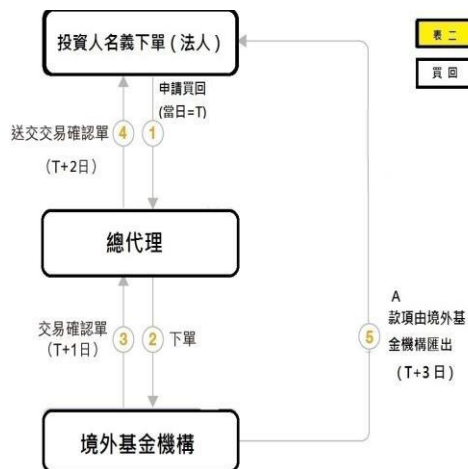 投資人名義下單(法人)
表 二
買 回
申請買回
(當日=T)
送交交易確認單
4
1
(T+2日)
總代理
交易確認單
(T+1日)
3
2
下單
A
款項由境外基
5
金機構匯出
(T+3日)
境外基金機構